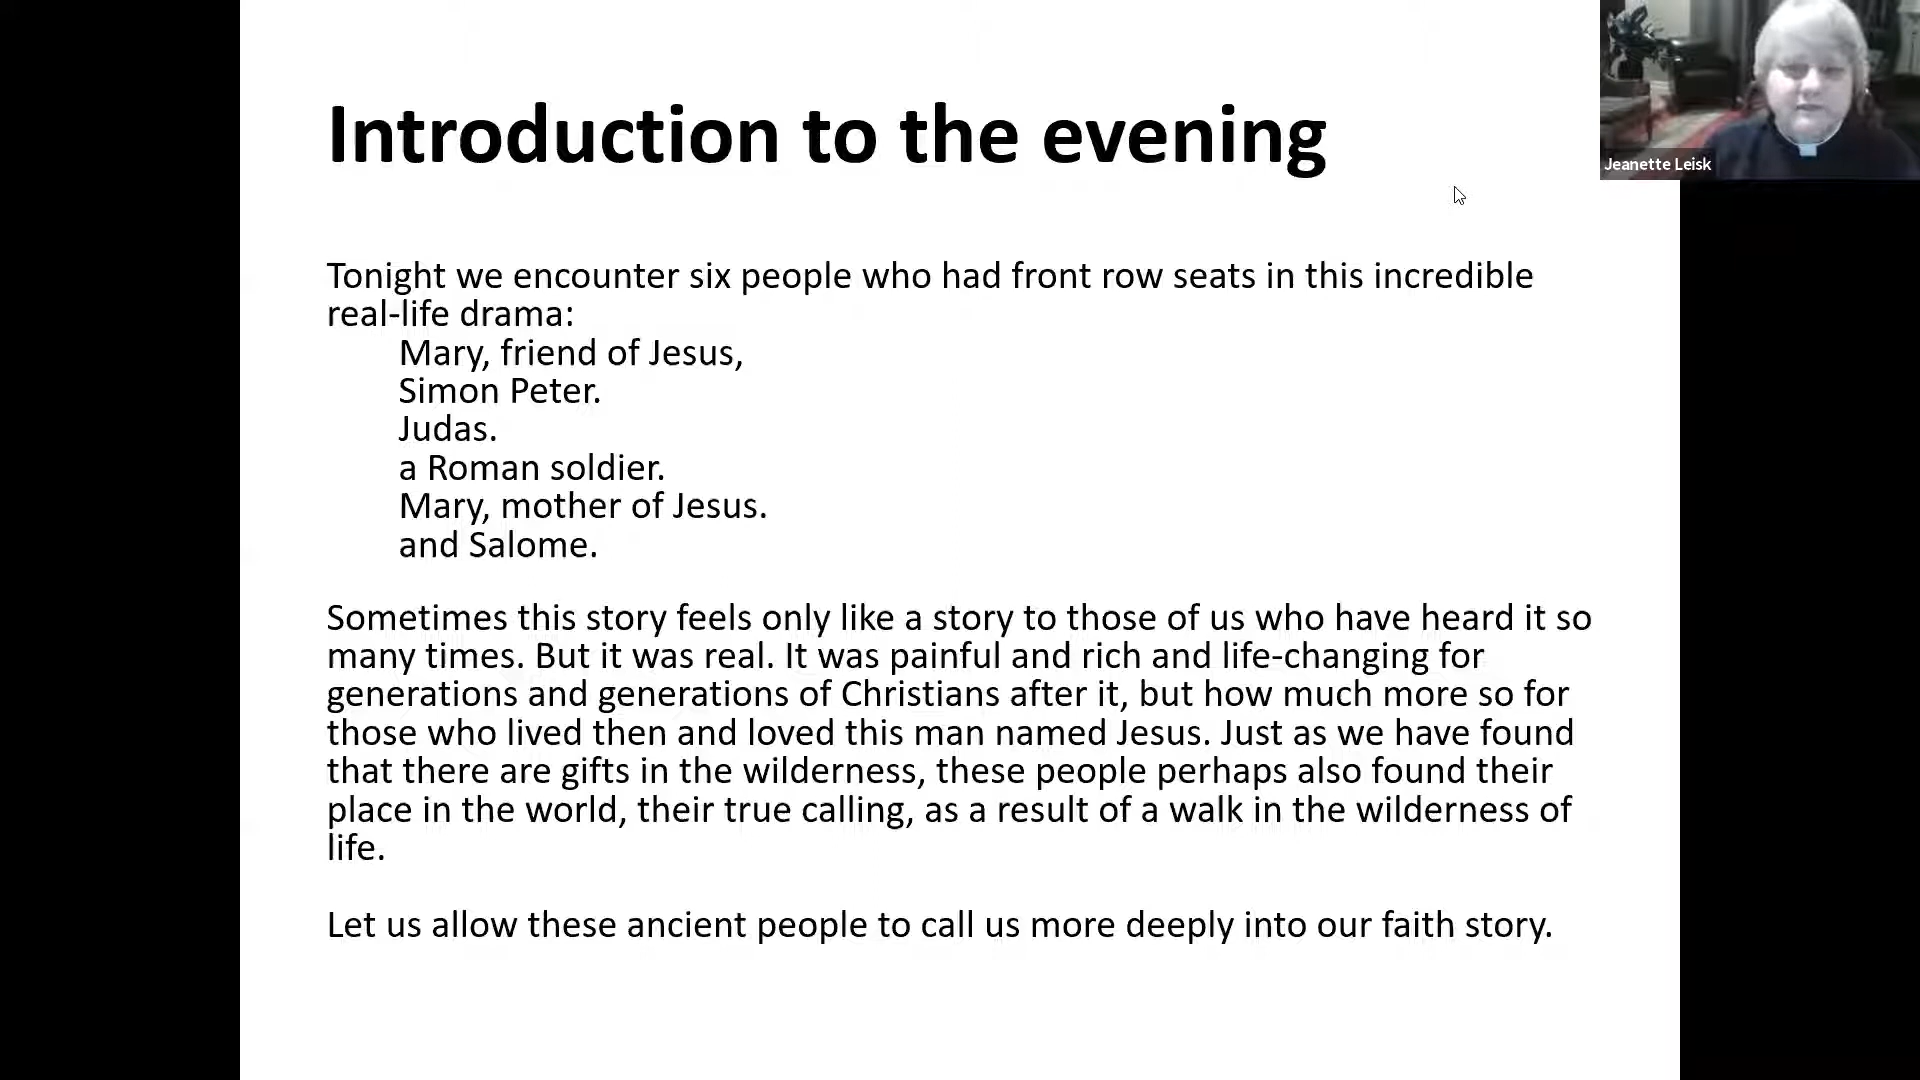 Introduction to the evening
Jeanette Leisk
Tonight we encounter six people who had front row seats in this incredible
real-life drama:
Mary, friend of Jesus,
Simon Peter.
Judas.
a Roman soldier.
Mary, mother of Jesus.
and Salome.
Sometimes this story feels only like a story to those of us who have heard it so
many times. But it was real. It was painful and rich and life-changing for
generations and generations of Christians after it, but how much more so for
those who lived then and loved this man named Jesus. Just as we have found
that there are gifts in the wilderness, these people perhaps also found their
place in the world, their true calling, as a result of a walk in the wilderness of
life.
Let us allow these ancient people to call us more deeply into our faith story.